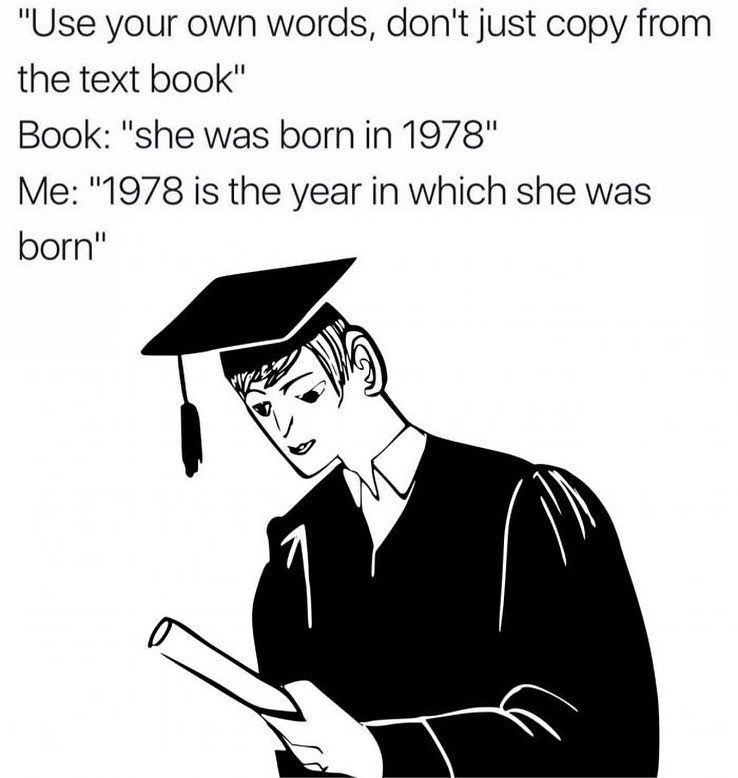 "Use your own words, don't just copy from
the text book"
Book: "she was born in 1978"
Me: "1978 is the year in which she was
born"